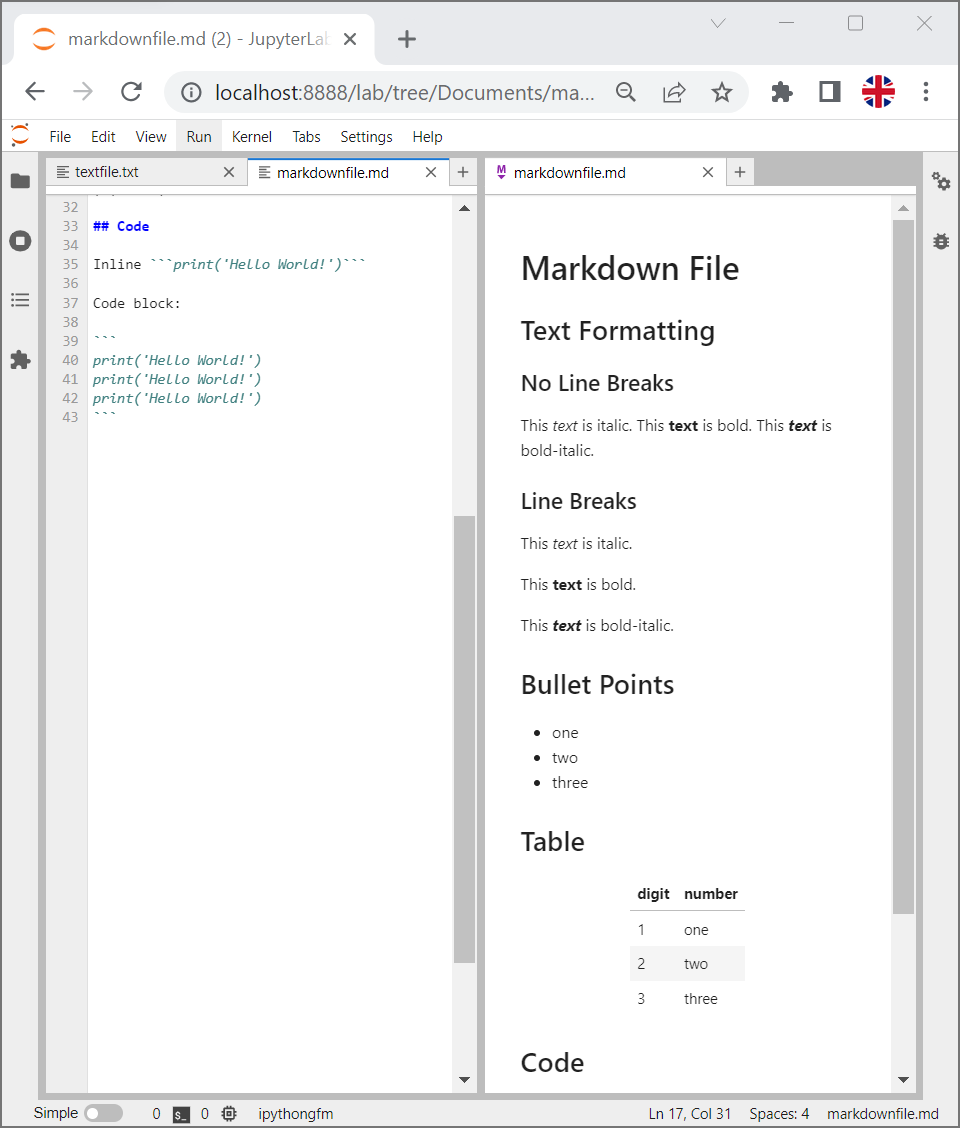 markdownfile.md (2) - JupyterLab
localhost:8888/lab/tree/Documents/ma...
File Edit View Run Kernel Tabs Settings Help
textfile.txt
markdownfile.md
32
33 ## Code
34
35 Inline ```print('Hello World!')```
36
37 Code block:
38
39 ```
40 print('Hello World!')
41 print('Hello World!')
42 print('Hello World!')
43 ```
markdownfile.md
Markdown File
Text Formatting
No Line Breaks
This text is italic. This text is bold. This text is
bold-italic.
Line Breaks
This text is italic.
This text is bold.
This text is bold-italic.
Bullet Points
• one
• two
• three
Table
digit number
1 one
2 two
3 three
Code
Simple 0 0 ipythongfm Ln 17, Col 31 Spaces: 4 markdownfile.md